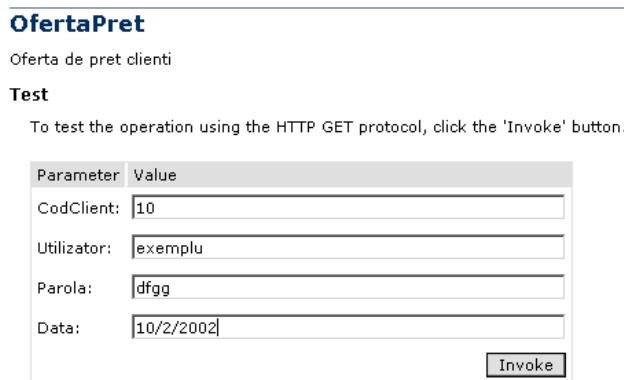 OfertaPret
Oferta de pret clienti
Test
To test the operation using the HTTP GET protocol, click the 'Invoke' button.
Parameter Value
CodClient: 10
Utilizator: exemplu
Parola: dfgg
Data: 10/2/2002
Invoke